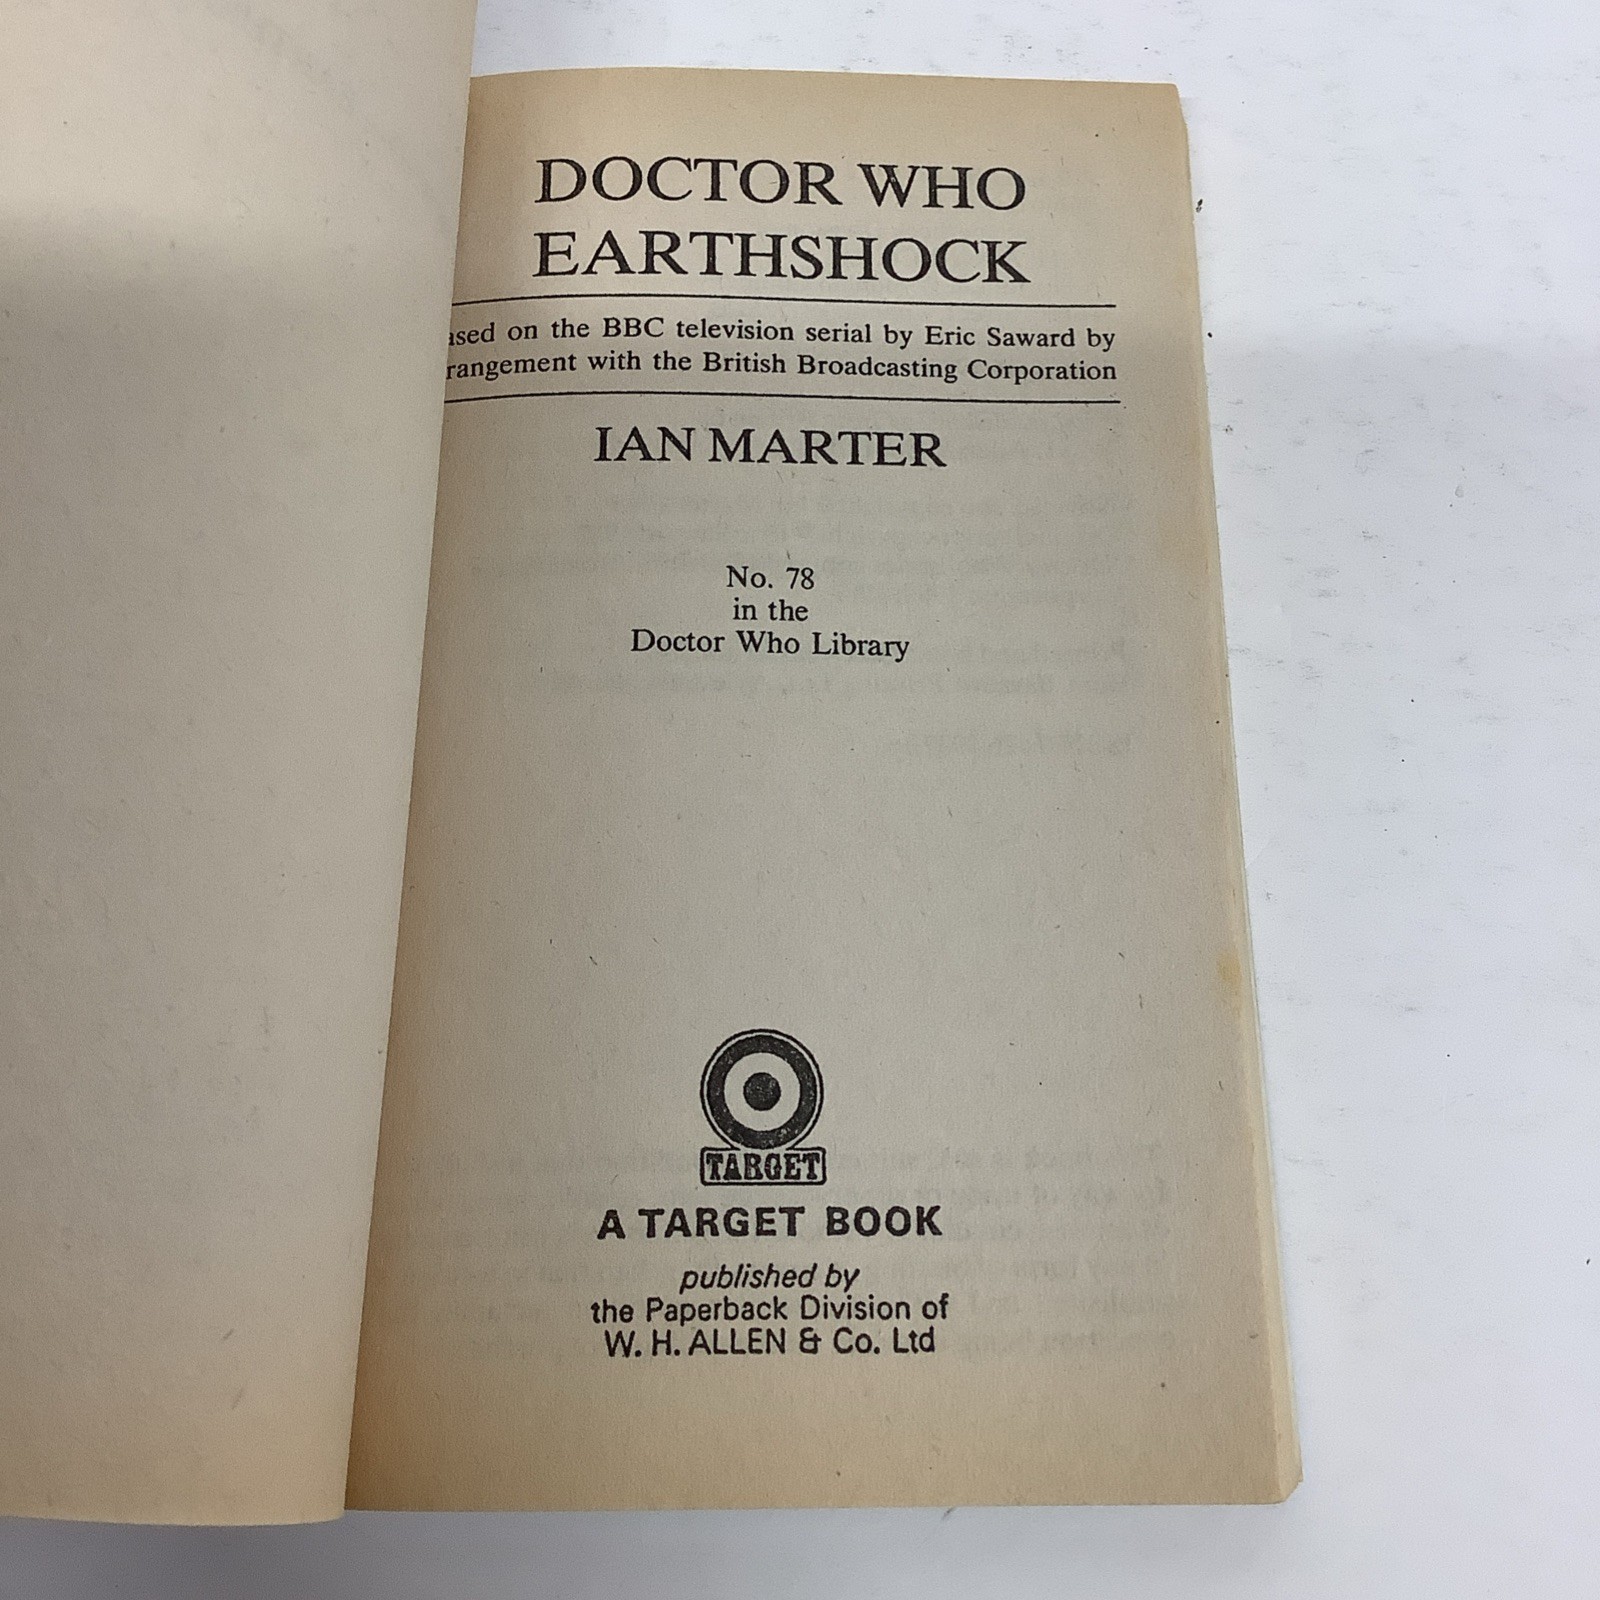 DOCTOR WHO
EARTHSHOCK
ased on the BBC television serial by Eric Saward by
rangement with the British Broadcasting Corporation
IAN MARTER
No. 78
in the
Doctor Who Library
TARGET
A TARGET BOOK
published by
the Paperback Division of
W. H. ALLEN & Co. Ltd